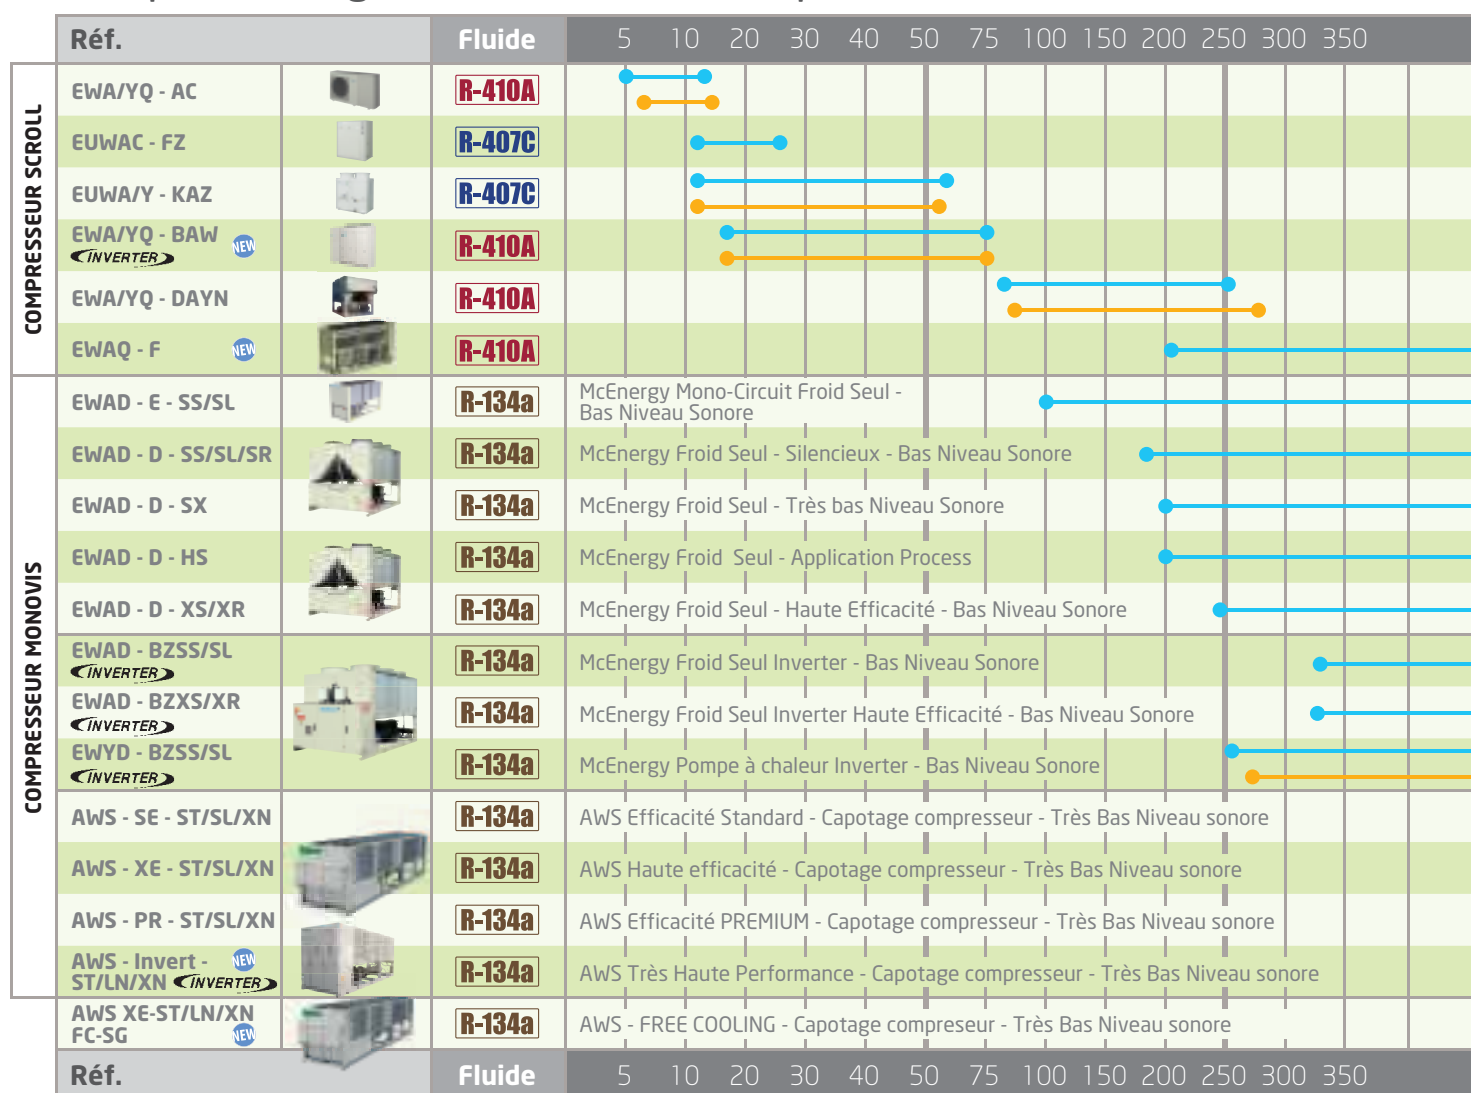 Réf. Fluide 5 10 20 30 40 50 75 100 150 200 250 300 350
COMPRESSEUR SCROLL
EWA/YQ - AC R-410A
EUWAC - FZ R-407C
EUWA/Y - KAZ R-407C
EWA/YQ - BAW NEW R-410A
INVERTER
EWA/YQ - DAYN R-410A
EWAQ - F NEW R-410A
COMPRESSEUR MONOVIS
EWAD - E - SS/SL R-134a McEnergy Mono-Circuit Froid Seul -
Bas Niveau Sonore
EWAD - D - SS/SL/SR R-134a McEnergy Froid Seul - Silencieux - Bas Niveau Sonore
EWAD - D - SX R-134a McEnergy Froid Seul - Très bas Niveau Sonore
EWAD - D - HS R-134a McEnergy Froid Seul - Application Process
EWAD - D - XS/XR R-134a McEnergy Froid Seul - Haute Efficacité - Bas Niveau Sonore
EWAD - BZSS/SL R-134a McEnergy Froid Seul Inverter - Bas Niveau Sonore
INVERTER
EWAD - BZXS/XR R-134a McEnergy Froid Seul Inverter Haute Efficacité - Bas Niveau Sonore
INVERTER
EWYD - BZSS/SL R-134a McEnergy Pompe à chaleur Inverter - Bas Niveau Sonore
INVERTER
AWS - SE - ST/SL/XN R-134a AWS Efficacité Standard - Capotage compresseur - Très Bas Niveau sonore
AWS - XE - ST/SL/XN R-134a AWS Haute efficacité - Capotage compresseur - Très Bas Niveau sonore
AWS - PR - ST/SL/XN R-134a AWS Efficacité PREMIUM - Capotage compresseur - Très Bas Niveau sonore
AWS - Invert - NEW R-134a AWS Très Haute Performance - Capotage compresseur - Très Bas Niveau sonore
ST/LN/XN INVERTER
AWS XE-ST/LN/XN R-134a AWS - FREE COOLING - Capotage compreseur - Très Bas Niveau sonore
FC-SG NEW
Réf. Fluide 5 10 20 30 40 50 75 100 150 200 250 300 350